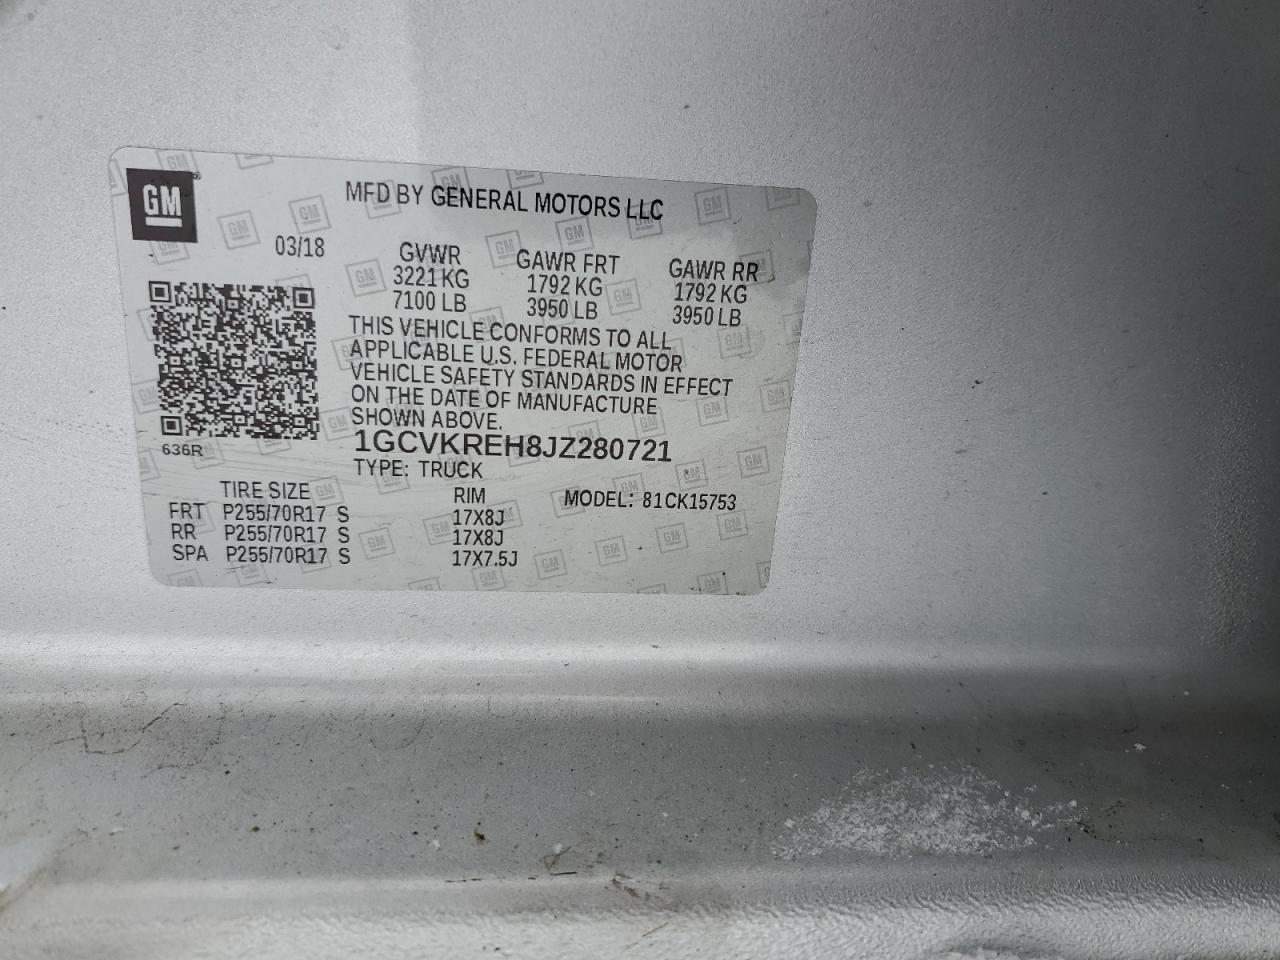 GM
MFD BY GENERAL MOTORS LLC
03/18
GVWR GAWR FRT GAWR RR
3221 KG 1792 KG 1792 KG
7100 LB 3950 LB 3950 LB
THIS VEHICLE CONFORMS TO ALL
APPLICABLE U.S. FEDERAL MOTOR
VEHICLE SAFETY STANDARDS IN EFFECT
ON THE DATE OF MANUFACTURE
SHOWN ABOVE.
1GCVKREH8JZ280721
636R
TYPE: TRUCK
TIRE SIZE RIM MODEL: 81CK15753
FRT P255/70R17 S 17X8J
RR P255/70R17 S 17X8J
SPA P255/70R17 S 17X7.5J